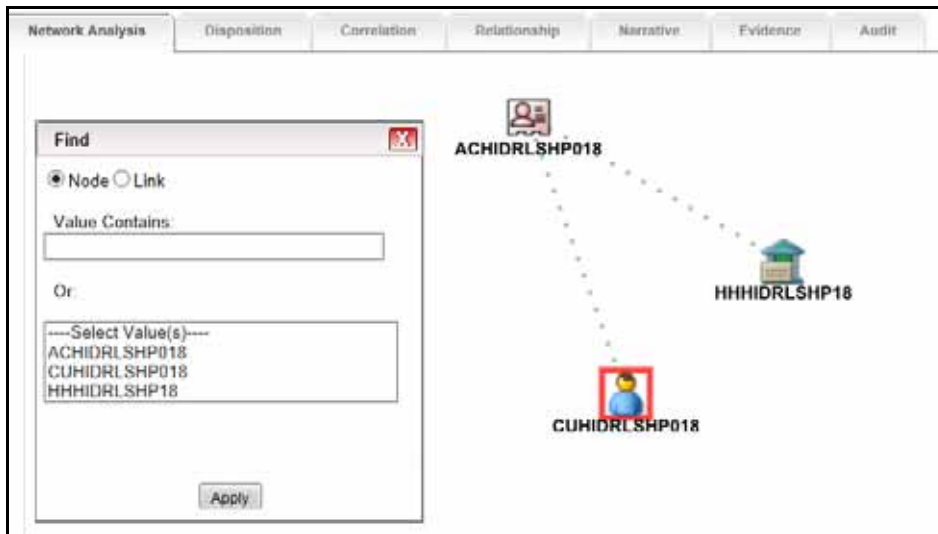 Network Analysis Disposition Correlation Relationship Narrative Evidence Audit
Find X
Node Link
Value Contains:
Or:
----Select Value(s)----
ACHIDRLSHP018
CUHIDRLSHP018
HHHIDRLSHP18
Apply
ACHIDRLSHP018
HHHIDRLSHP18
CUHIDRLSHP018